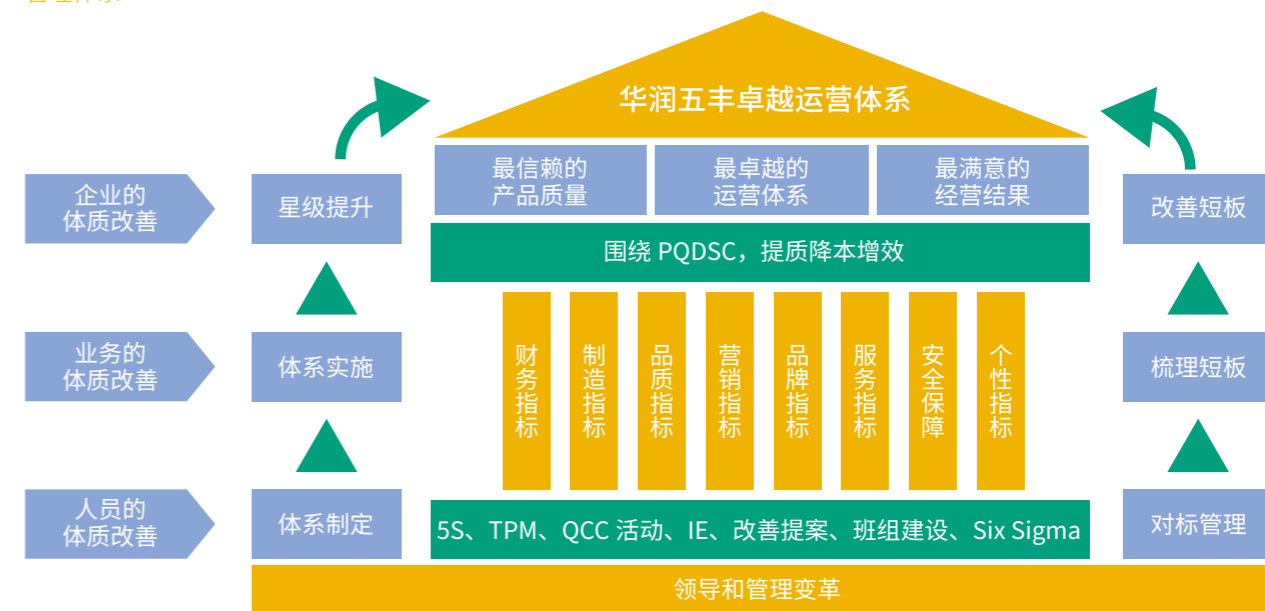 华润五丰卓越运营体系
最信赖的
产品质量
最卓越的
运营体系
最满意的
经营结果
企业的
体质改善
星级提升
改善短板
围绕 PQDSC，提质降本增效
业务的
体质改善
体系实施
财务指标
制造指标
品质指标
营销指标
品牌指标
服务指标
安全保障
个性指标
梳理短板
人员的
体质改善
体系制定
5S、TPM、QCC 活动、IE、改善提案、班组建设、Six Sigma
对标管理
领导和管理变革